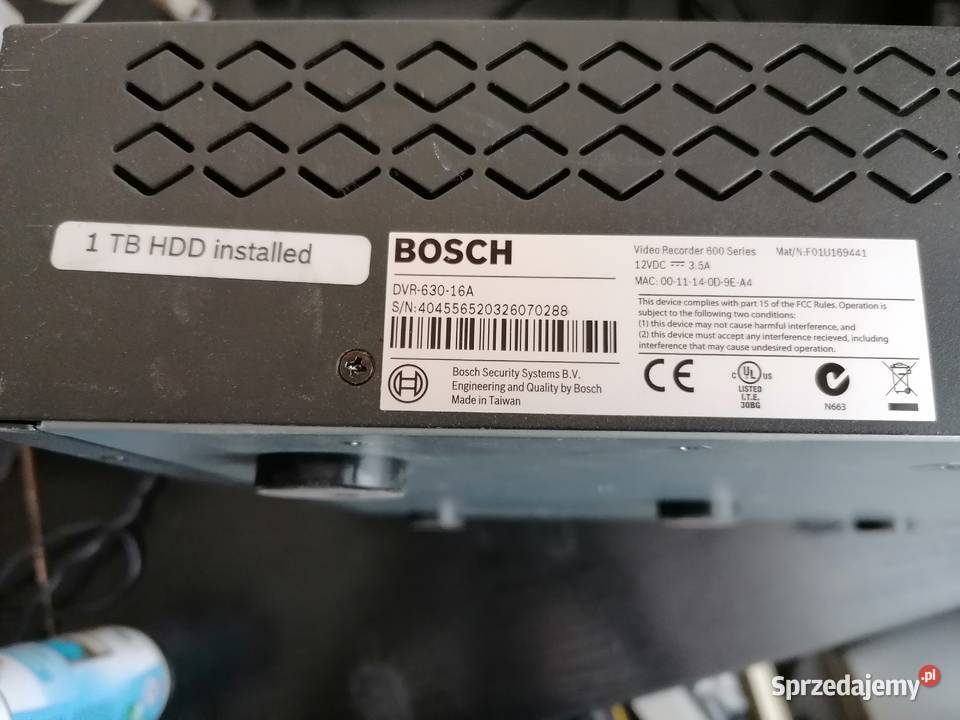 1 TB HDD installed
BOSCH
DVR-630-16A
S/N:404556520326070288
Bosch Security Systems B.V.
Engineering and Quality by Bosch
Made in Taiwan
Video Recorder 600 Series Mat/N:F01U169441
12VDC ⎓ 3.5A
MAC: 00-11-14-0D-9E-A4
This device complies with part 15 of the FCC Rules. Operation is
subject to the following two conditions:
(1) this device may not cause harmful interference, and
(2) this device must accept any interference recieved, including
interference that may cause undesired operation.
CE
C UL US
LISTED
I.T.E.
30BG
N663
Sprzedajemy.pl